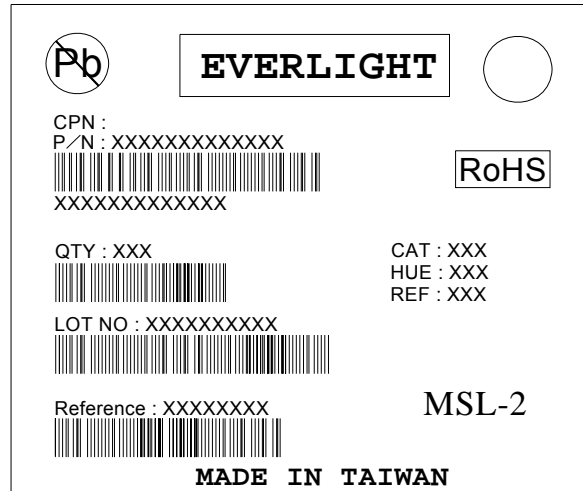 Pb
EVERLIGHT
CPN :
P/N : XXXXXXXXXXXXX
RoHS
XXXXXXXXXXXXX
QTY : XXX
CAT : XXX
HUE : XXX
REF : XXX
LOT NO : XXXXXXXXXX
Reference : XXXXXXXX
MSL-2
MADE IN TAIWAN